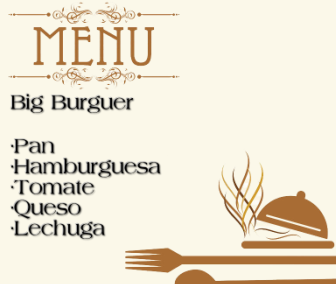 MENU
Big Burguer
·Pan
·Hamburguesa
·Tomate
·Queso
·Lechuga